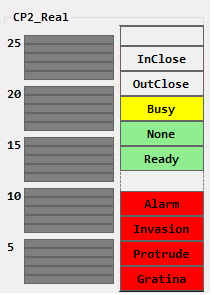 CP2_Real
25
20
15
10
5
InClose
OutClose
Busy
None
Ready
Alarm
Invasion
Protrude
Gratina